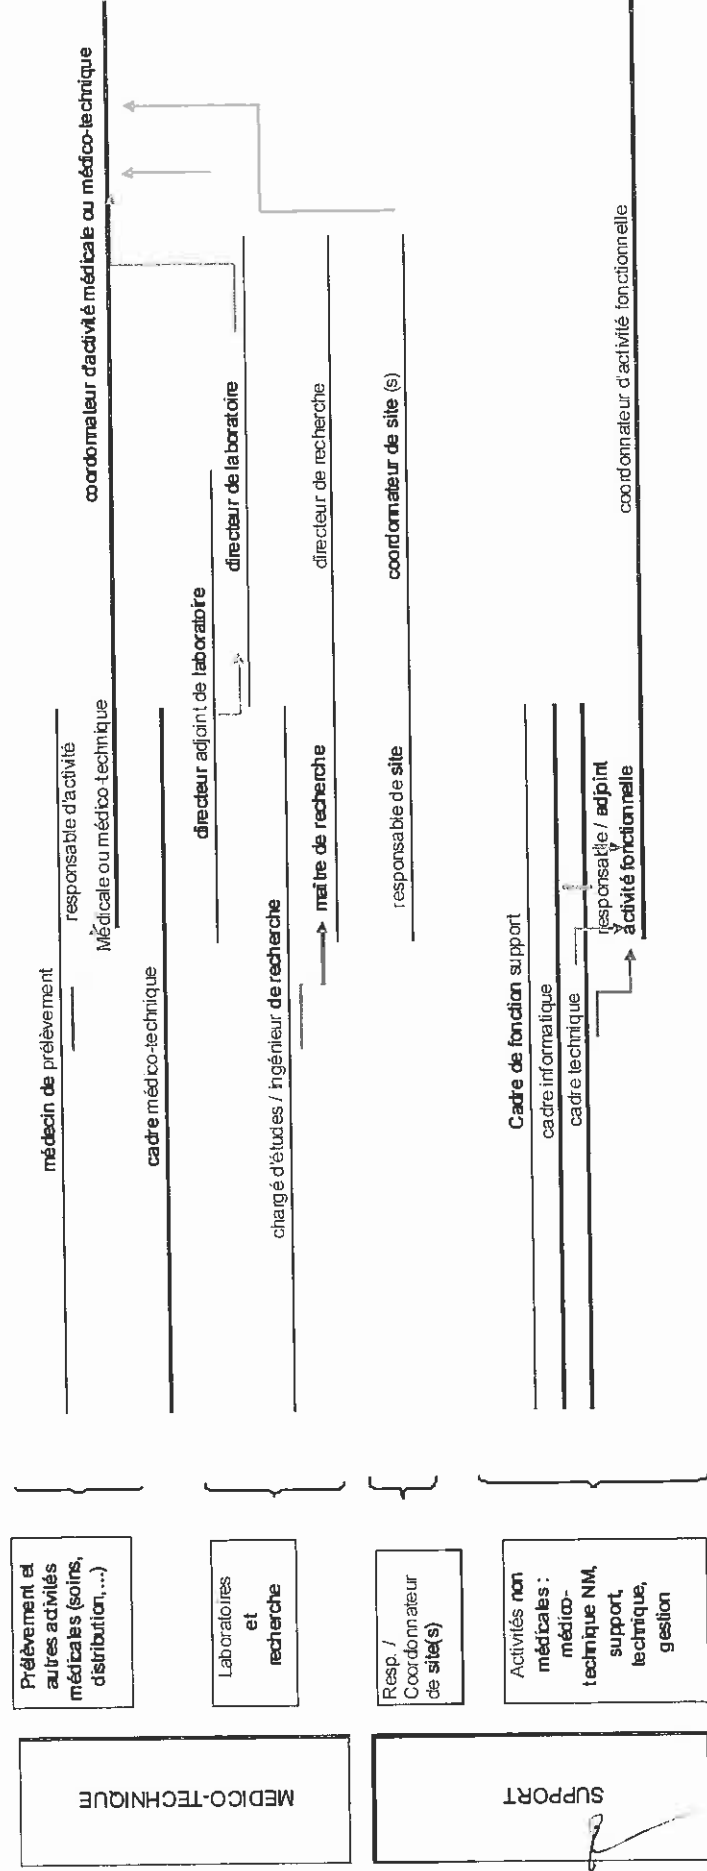 MEDICO-TECHNIQUE
Prélèvement et
autres activités
médicales (soins,
distribution,...)
médecin de prélèvement
responsable d'activité
Médicale ou médico-technique
coordonnateur d'activité médicale ou médico-technique
cadre médico-technique
Laboratoires
et
recherche
directeur adjoint de laboratoire
directeur de laboratoire
chargé d'études / ingénieur de recherche
maître de recherche
directeur de recherche
SUPPORT
Resp. /
Coordonnateur
de site(s)
responsable de site
coordonnateur de site (s)
Activités non
médicales :
médico-
technique NM,
support,
technique,
gestion
Cadre de fonction support
cadre informatique
cadre technique
responsable / adjoint
activité fonctionnelle
coordonnateur d'activité fonctionnelle